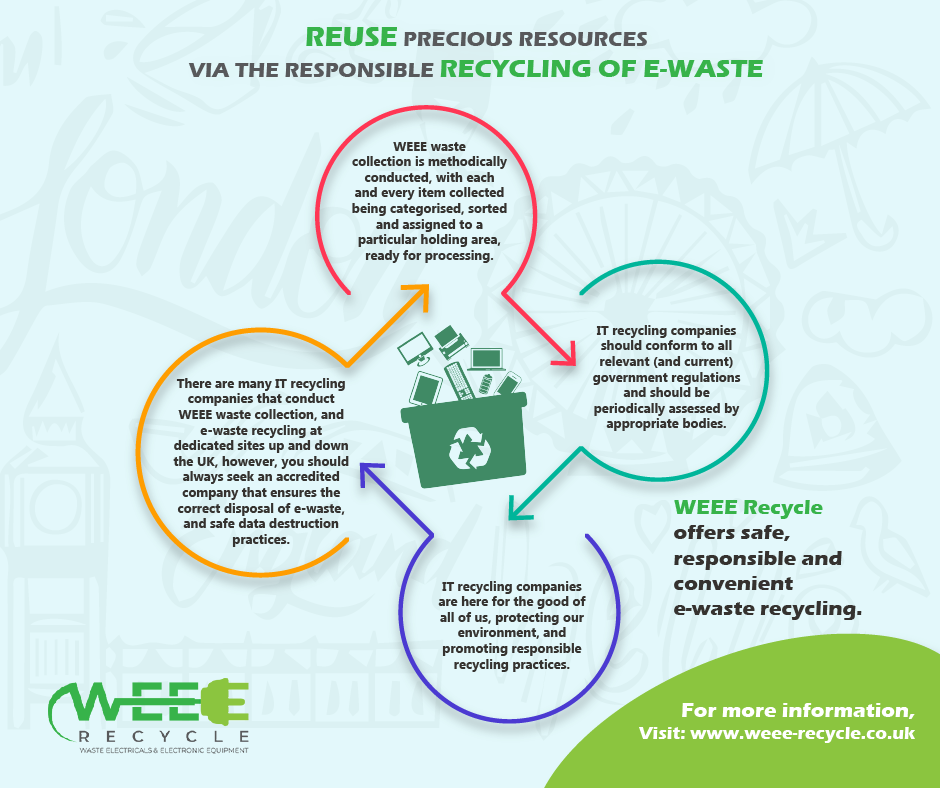 REUSE PRECIOUS RESOURCES
VIA THE RESPONSIBLE RECYCLING OF E-WASTE
WEEE waste
collection is methodically
conducted, with each
and every item collected
being categorised, sorted
and assigned to a
particular holding area,
ready for processing.
IT recycling companies
should conform to all
relevant (and current)
government regulations
and should be
periodically assessed by
appropriate bodies.
There are many IT recycling
companies that conduct
WEEE waste collection, and
e-waste recycling at
dedicated sites up and down
the UK, however, you should
always seek an accredited
company that ensures the
correct disposal of e-waste,
and safe data destruction
practices.
IT recycling companies
are here for the good of
all of us, protecting our
environment, and
promoting responsible
recycling practices.
WEEE Recycle
offers safe,
responsible and
convenient
e-waste recycling.
WEEE
RECYCLE
WASTE ELECTRICALS & ELECTRONIC EQUIPMENT
For more information,
Visit: www.weee-recycle.co.uk
London